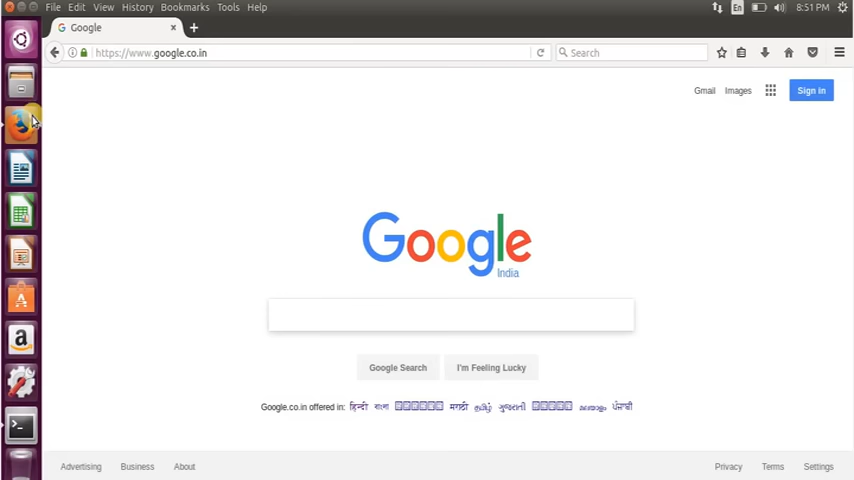 File Edit View History Bookmarks Tools Help
En
8:51 PM
Google
https://www.google.co.in
Search
Gmail Images
Sign in
Google
India
Google Search
I'm Feeling Lucky
Google.co.in offered in: हिन्दी বাংলা मराठी தமிழ் ગુજરાતી മലയാളം ਪੰਜਾਬੀ
Advertising Business About
Privacy Terms Settings